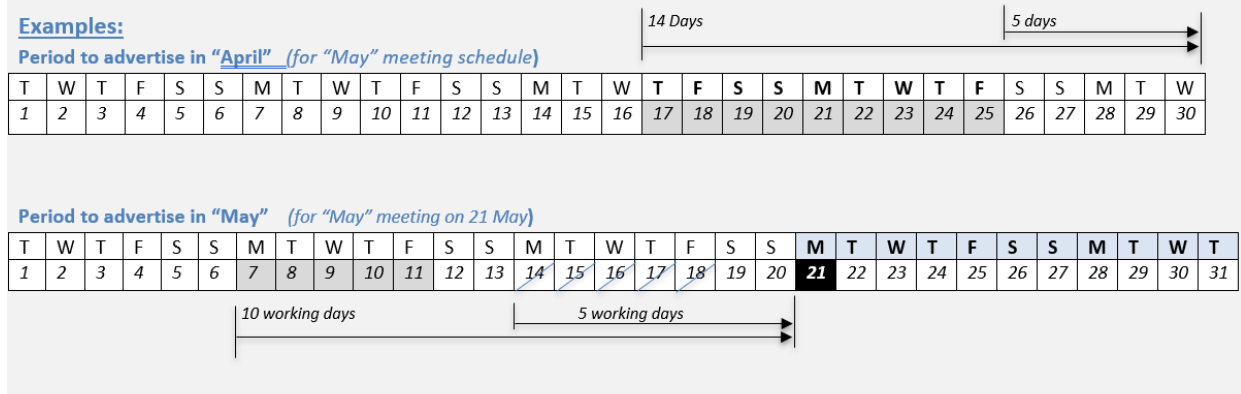 Examples:
14 Days
5 days
Period to advertise in “April” (for “May” meeting schedule)
T W T F S S M T W T F S S M T W T F S S M T W T F S S M T W
1 2 3 4 5 6 7 8 9 10 11 12 13 14 15 16 17 18 19 20 21 22 23 24 25 26 27 28 29 30
Period to advertise in “May” (for “May” meeting on 21 May)
T W T F S S M T W T F S S M T W T F S S M T W T F S S M T W T
1 2 3 4 5 6 7 8 9 10 11 12 13 14 15 16 17 18 19 20 21 22 23 24 25 26 27 28 29 30 31
10 working days
5 working days